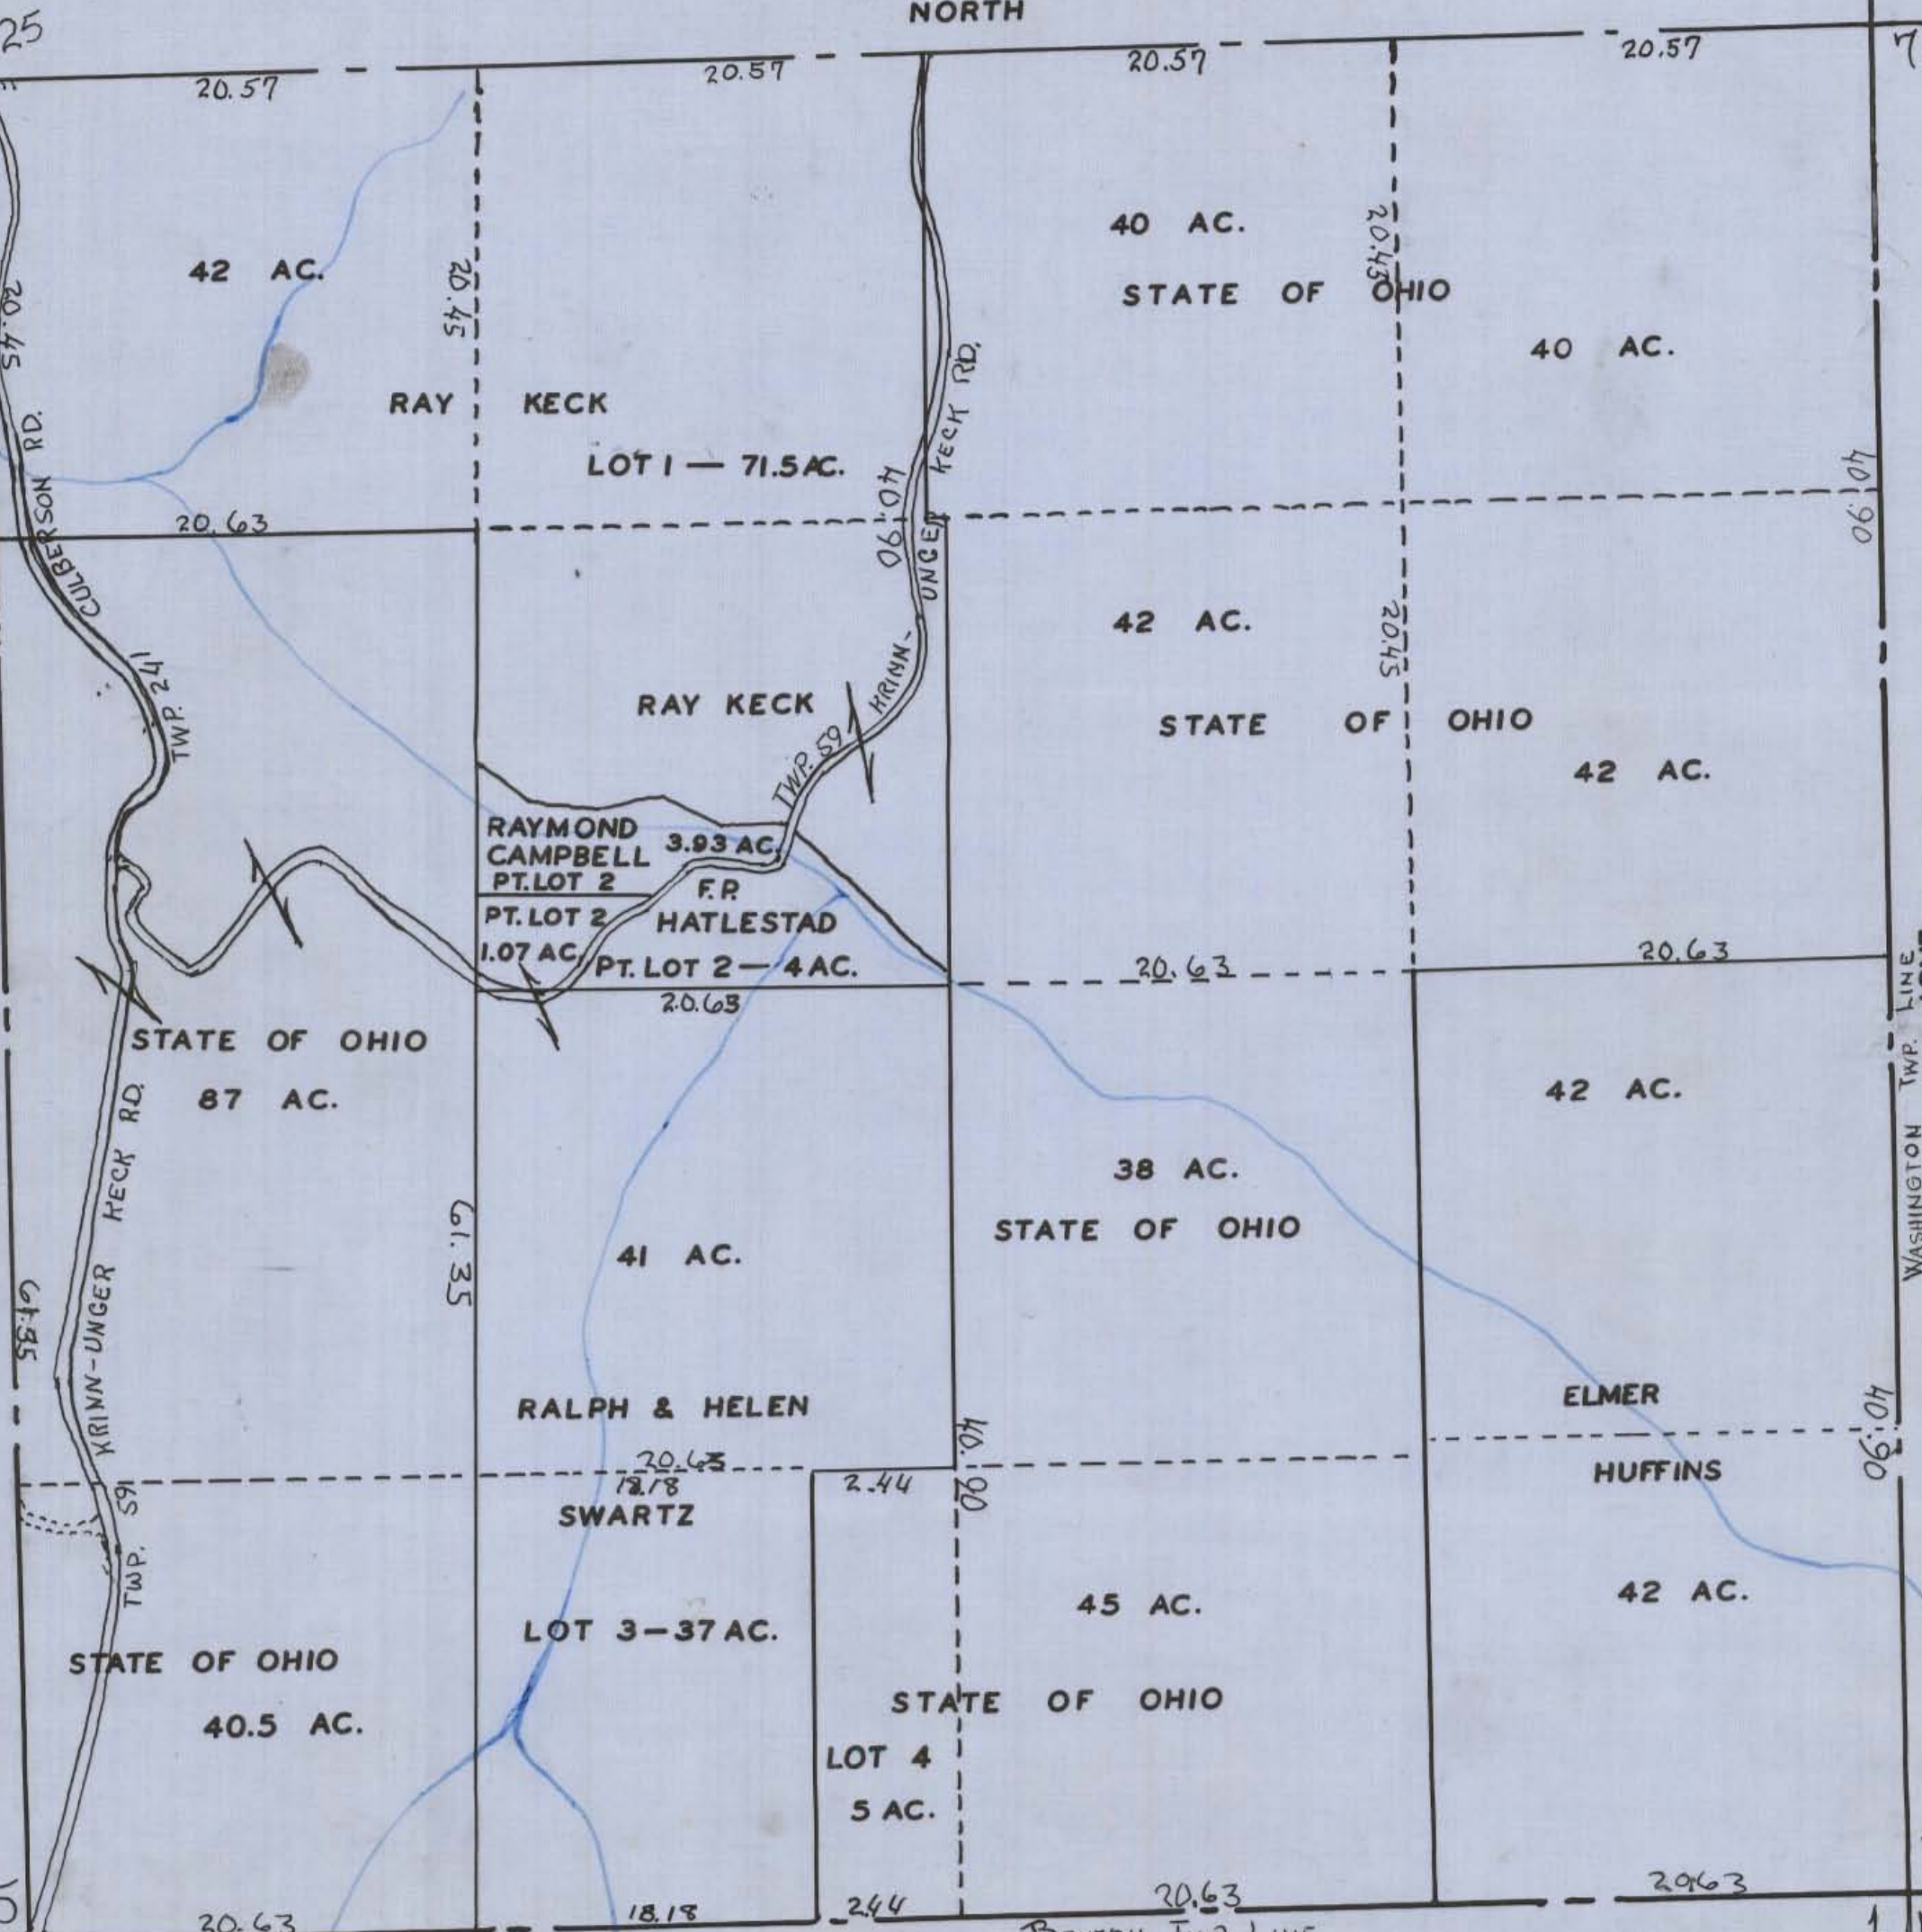 NORTH
25
20.57
20.57
20.57
20.57
7
42 AC.
20.45
20.45
40 AC.
20.45
STATE OF OHIO
40 AC.
RAY KECK
LOT 1 — 71.5 AC.
40.90
KRINN-UNGER KECK RD.
TWP. 59
40.90
CULBERSON RD.
TWP. 241
20.63
RAY KECK
42 AC.
20.45
STATE OF OHIO
42 AC.
RAYMOND
CAMPBELL 3.93 AC.
PT. LOT 2
PT. LOT 2
1.07 AC.
F.P.
HATLESTAD
PT. LOT 2 — 4 AC.
20.63
20.63
20.63
STATE OF OHIO
87 AC.
KRINN-UNGER KECK RD.
TWP. 59
61.35
61.35
41 AC.
RALPH & HELEN
20.63
18.18
SWARTZ
LOT 3 — 37 AC.
2.44
38 AC.
STATE OF OHIO
40.90
42 AC.
ELMER
HUFFINS
42 AC.
40.90
WASHINGTON TWP. LINE
STATE OF OHIO
40.5 AC.
45 AC.
STATE OF OHIO
LOT 4
5 AC.
20.63
18.18
2.44
20.63
20.63
TWP. LINE
1